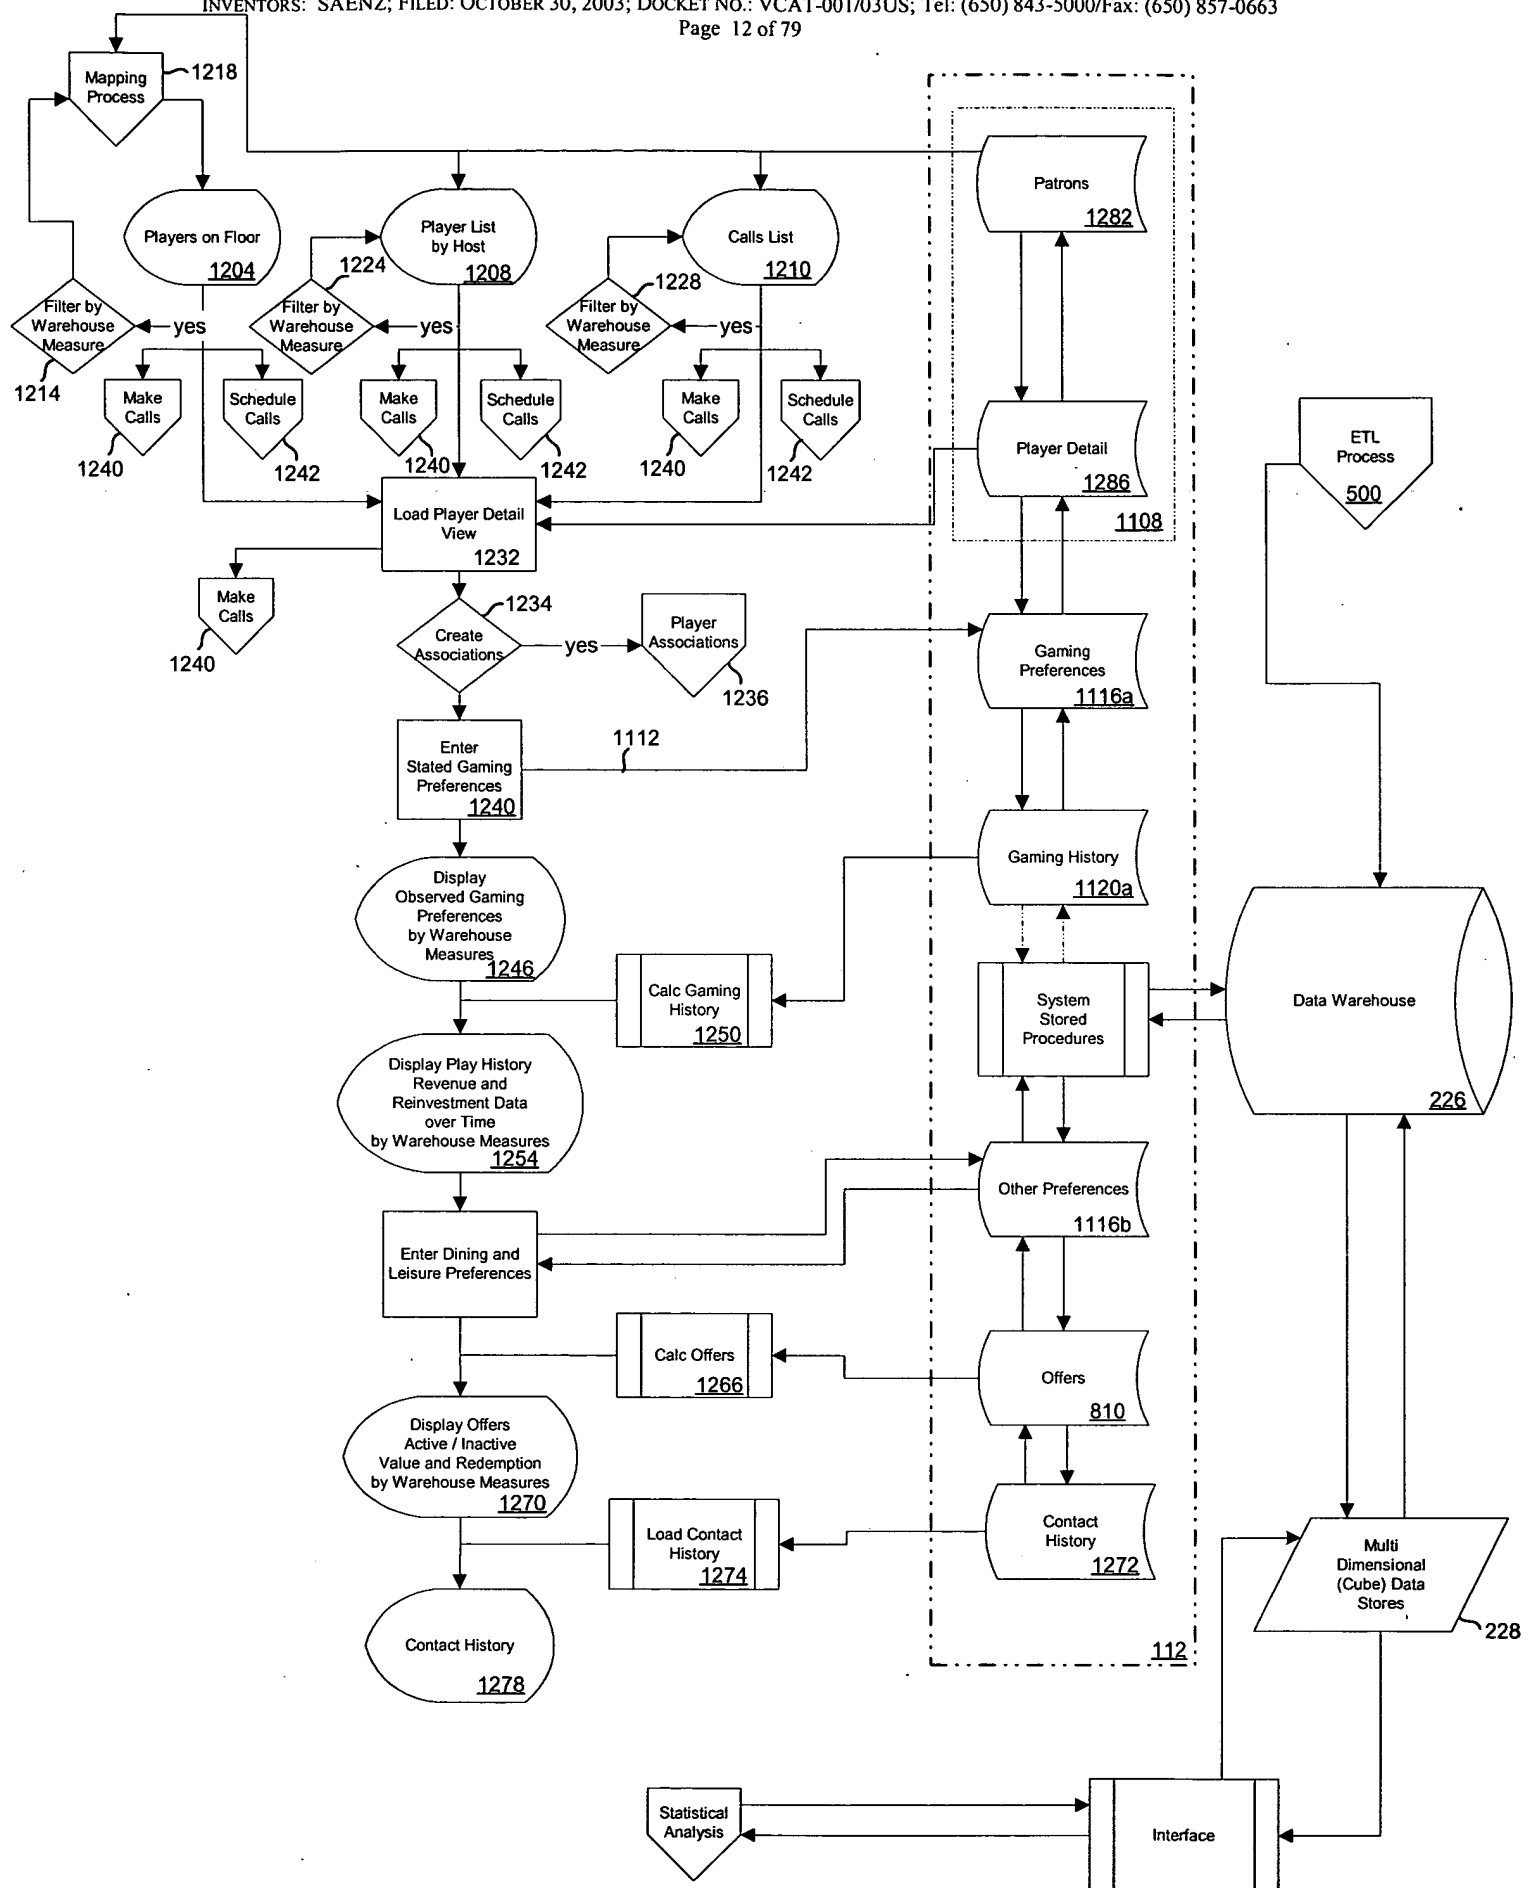 INVENTORS: SAENZ; FILED: OCTOBER 30, 2003; DOCKET NO.: VCAT-001/03US; Tel: (650) 843-5000/Fax: (650) 857-0663
Page 12 of 79
Mapping
Process
1218
Patrons
1282
Players on Floor
1204
Player List
by Host
1208
Calls List
1210
1224
1228
Filter by
Warehouse
Measure
yes
1214
Filter by
Warehouse
Measure
yes
Filter by
Warehouse
Measure
yes
Make
Calls
1240
Schedule
Calls
1242
Make
Calls
1240
Schedule
Calls
1242
Make
Calls
1240
Schedule
Calls
1242
Player Detail
1286
1108
ETL
Process
500
Load Player Detail
View
1232
Make
Calls
1240
1234
Create
Associations
yes
Player
Associations
1236
Gaming
Preferences
1116a
Enter
Stated Gaming
Preferences
1240
1112
Gaming History
1120a
Display
Observed Gaming
Preferences
by Warehouse
Measures
1246
Calc Gaming
History
1250
System
Stored
Procedures
Data Warehouse
226
Display Play History
Revenue and
Reinvestment Data
over Time
by Warehouse Measures
1254
Other Preferences
1116b
Enter Dining and
Leisure Preferences
Calc Offers
1266
Offers
810
Display Offers
Active / Inactive
Value and Redemption
by Warehouse Measures
1270
Load Contact
History
1274
Contact
History
1272
Multi
Dimensional
(Cube) Data
Stores
228
Contact History
1278
112
Statistical
Analysis
Interface